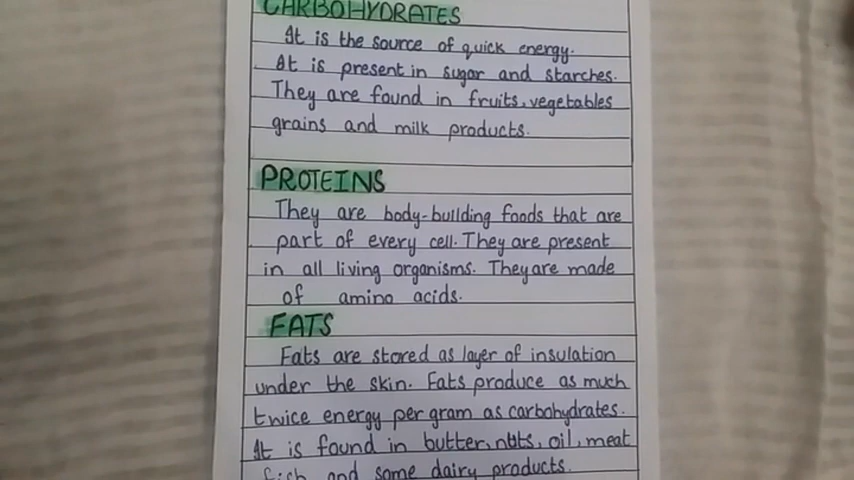 CARBOHYDRATES
It is the source of quick energy.
It is present in sugar and starches.
They are found in fruits, vegetables
grains and milk products.
PROTEINS
They are body-building foods that are
part of every cell. They are present
in all living organisms. They are made
of amino acids.
FATS
Fats are stored as layer of insulation
under the skin. Fats produce as much
twice energy per gram as carbohydrates.
It is found in butter, nuts, oil, meat
fish and some dairy products.